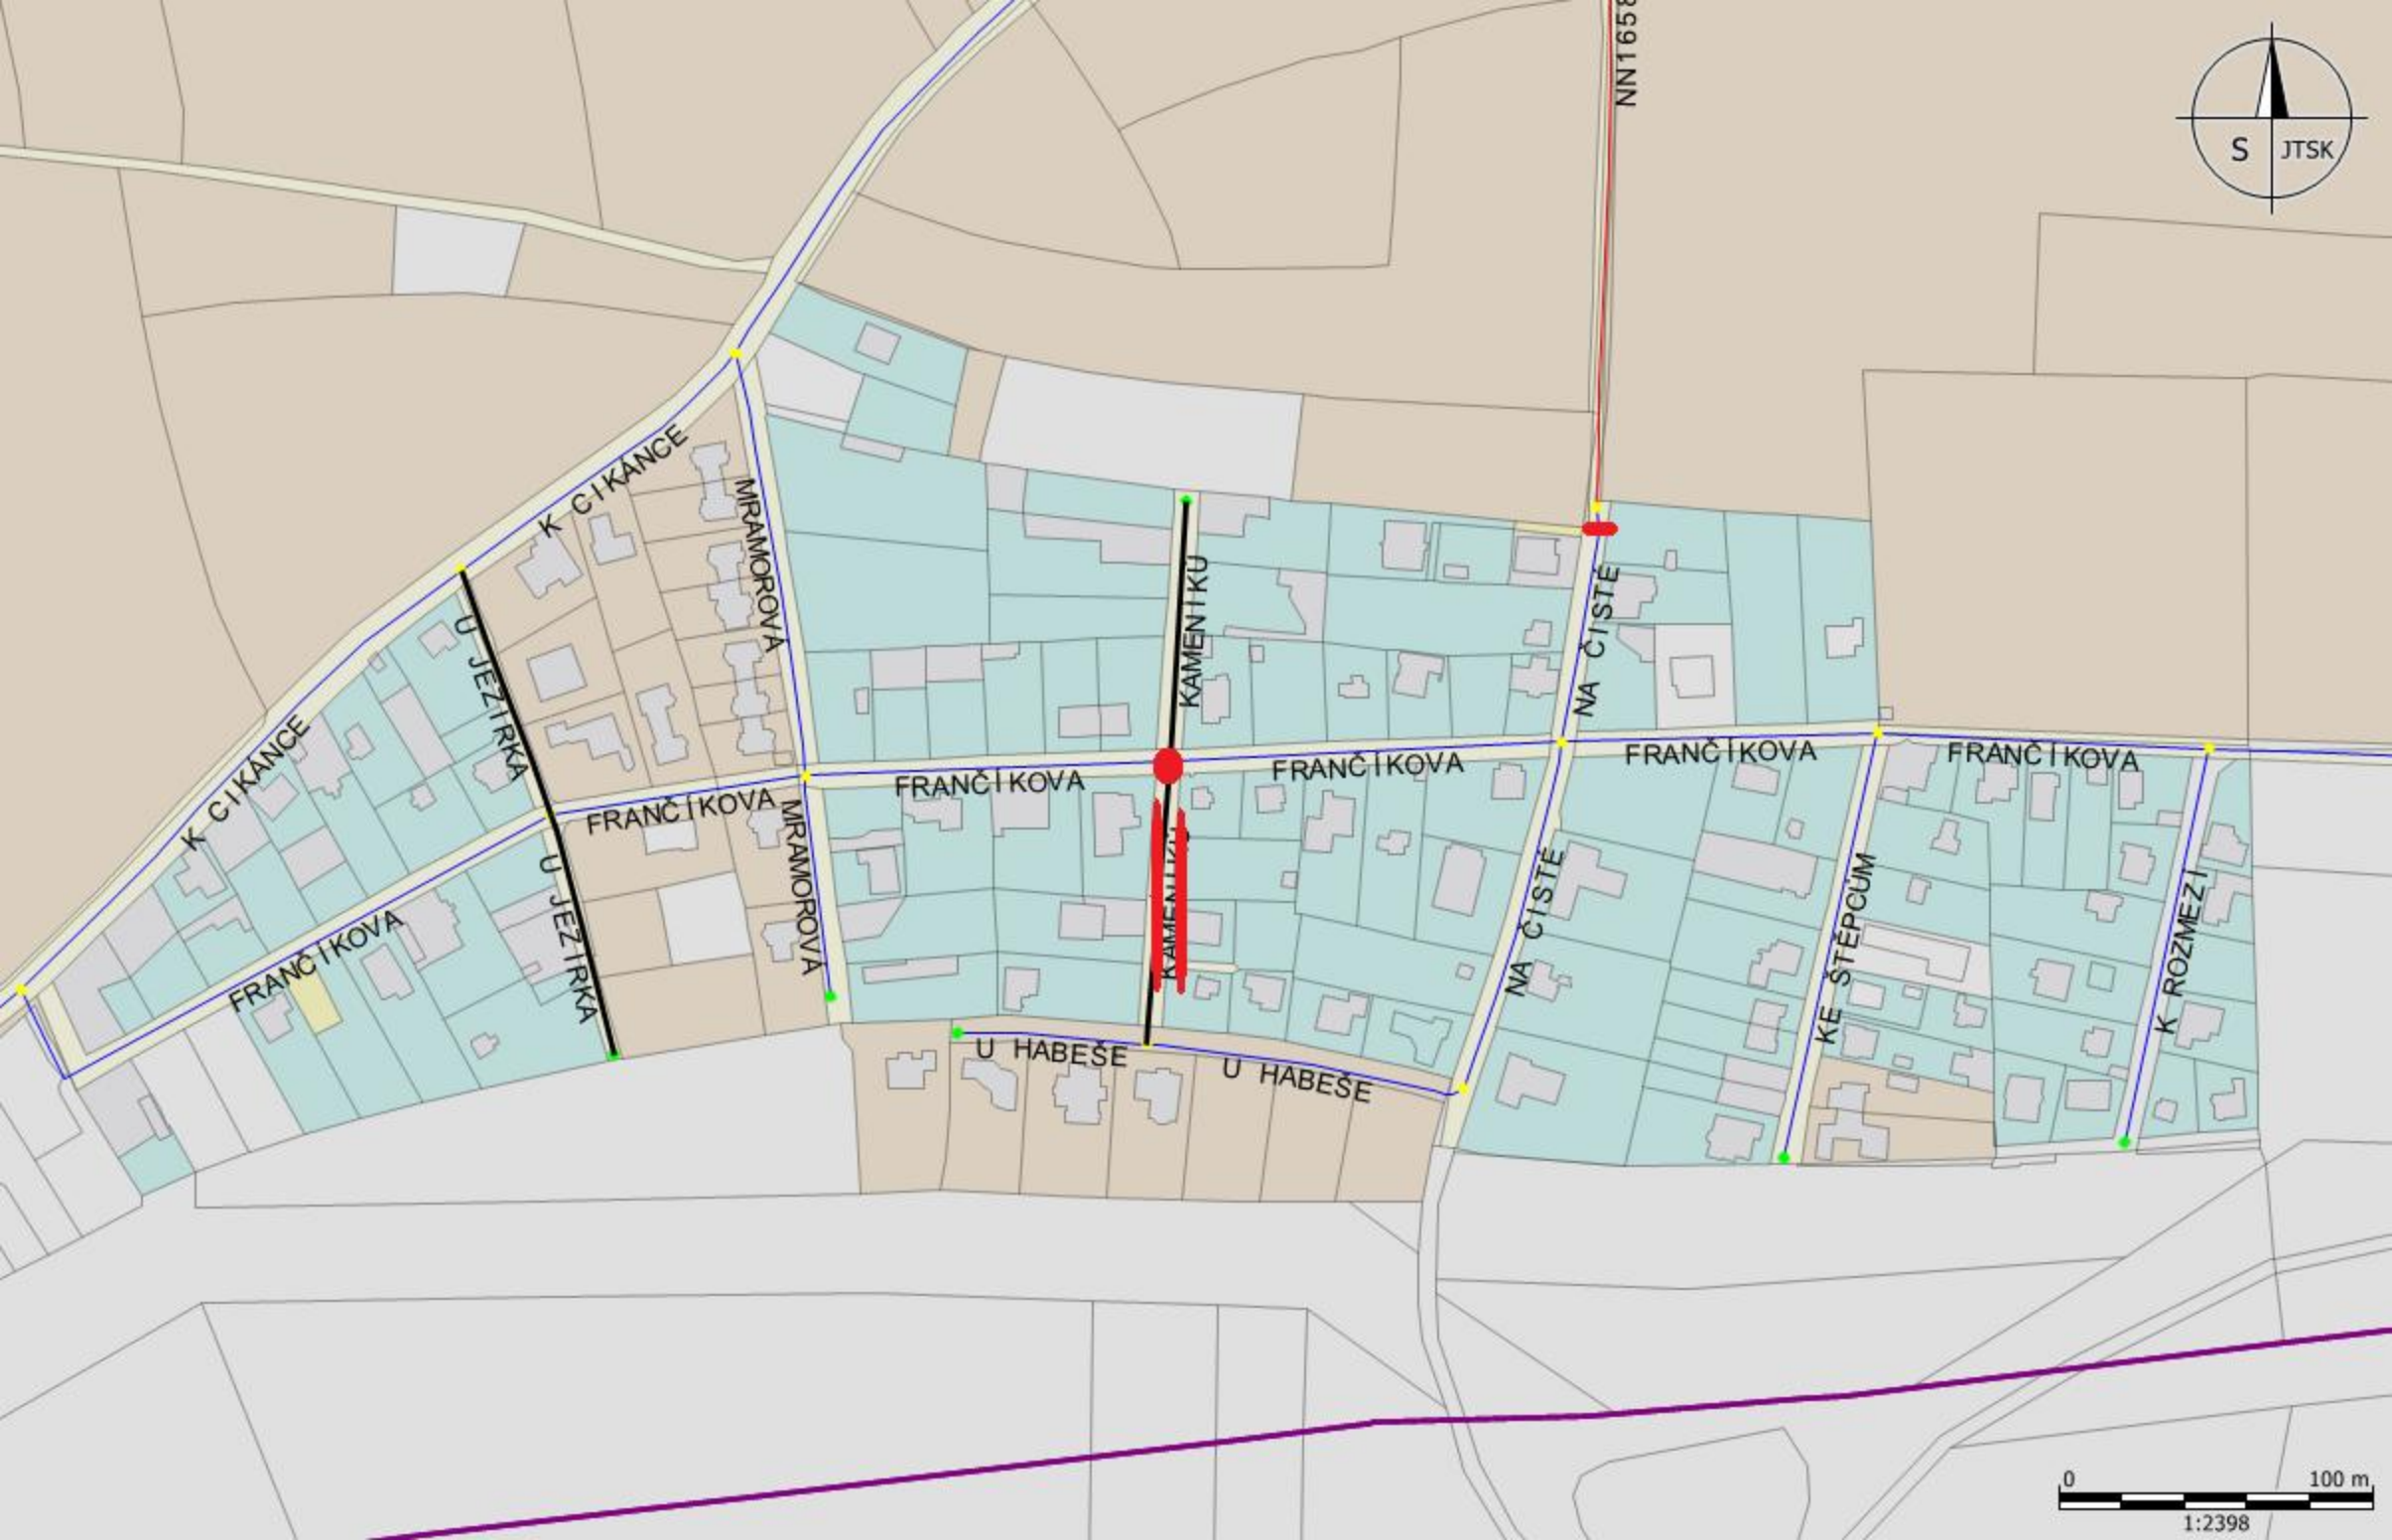 NN1658
S JTSK
K CIKÁNCE
MRAMOROVÁ
KAMENÍKŮ
NA ČISTÉ
U JEZÍRKA
K CIKÁNCE
FRANČÍKOVA
FRANČÍKOVA
FRANČÍKOVA
FRANČÍKOVA
FRANČÍKOVA
MRAMOROVÁ
KAMENÍKŮ
NA ČISTÉ
KE ŠTĚPCŮM
K ROZMEZÍ
U JEZÍRKA
FRANČÍKOVA
U HABEŠE
U HABEŠE
0 100 m
1:2398